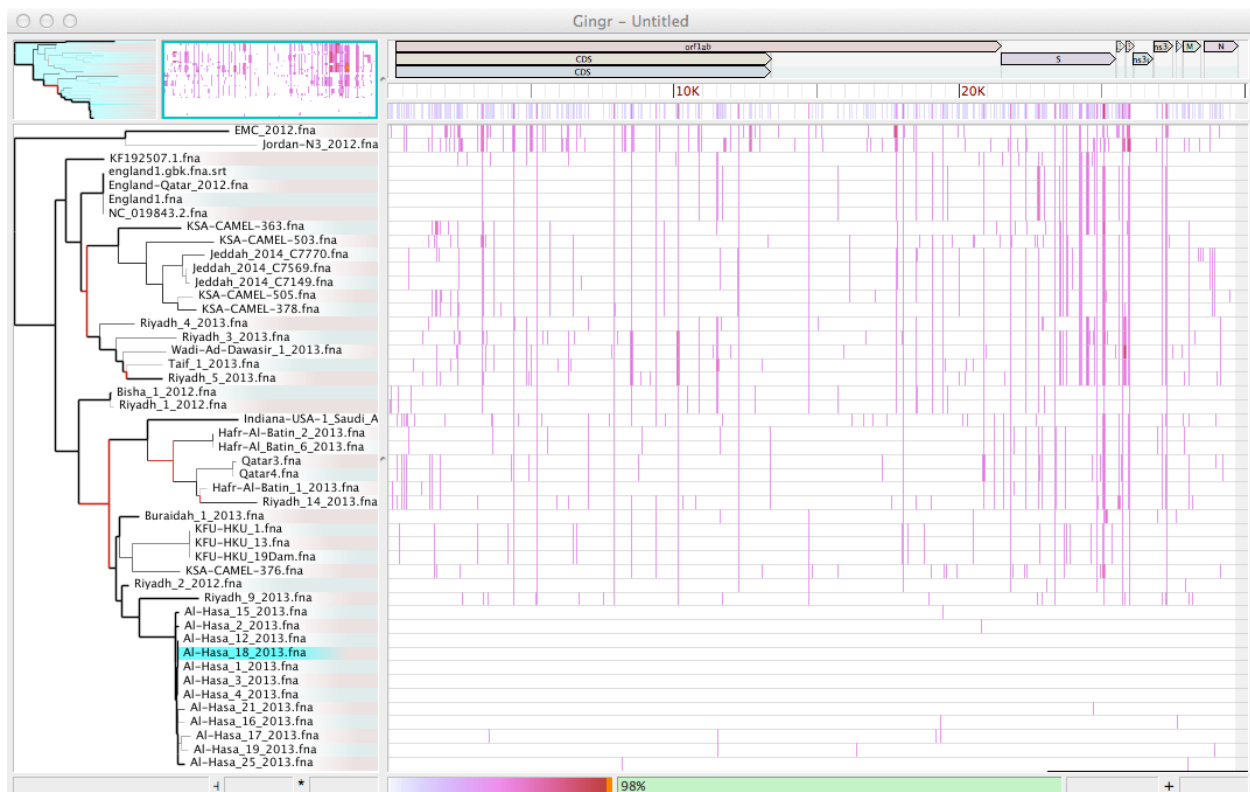 Gingr – Untitled
orf1ab
CDS
S
ns3
M
N
ns3
CDS
10K
20K
EMC_2012.fna
Jordan-N3_2012.fna
KF192507.1.fna
england1.gbk.fna.srt
England-Qatar_2012.fna
England1.fna
NC_019843.2.fna
KSA-CAMEL-363.fna
KSA-CAMEL-503.fna
Jeddah_2014_C7770.fna
Jeddah_2014_C7569.fna
Jeddah_2014_C7149.fna
KSA-CAMEL-505.fna
KSA-CAMEL-378.fna
Riyadh_4_2013.fna
Riyadh_3_2013.fna
Wadi-Ad-Dawasir_1_2013.fna
Taif_1_2013.fna
Riyadh_5_2013.fna
Bisha_1_2012.fna
Riyadh_1_2012.fna
Indiana-USA-1_Saudi_A
Hafr-Al-Batin_2_2013.fna
Hafr-Al_Batin_6_2013.fna
Qatar3.fna
Qatar4.fna
Hafr-Al-Batin_1_2013.fna
Riyadh_14_2013.fna
Buraidah_1_2013.fna
KFU-HKU_1.fna
KFU-HKU_13.fna
KFU-HKU_19Dam.fna
KSA-CAMEL-376.fna
Riyadh_2_2012.fna
Riyadh_9_2013.fna
Al-Hasa_15_2013.fna
Al-Hasa_2_2013.fna
Al-Hasa_12_2013.fna
Al-Hasa_18_2013.fna
Al-Hasa_1_2013.fna
Al-Hasa_3_2013.fna
Al-Hasa_4_2013.fna
Al-Hasa_21_2013.fna
Al-Hasa_16_2013.fna
Al-Hasa_17_2013.fna
Al-Hasa_19_2013.fna
Al-Hasa_25_2013.fna
* 98% +